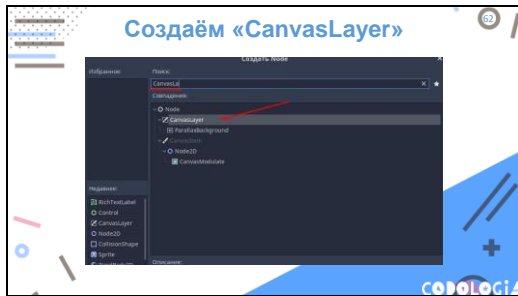 Создаём «CanvasLayer»
62
Создать Node
Избранное:
Поиск:
CanvasLa
Совпадения:
Node
CanvasLayer
ParallaxBackground
CanvasItem
Node2D
CanvasModulate
Недавнее:
RichTextLabel
Control
CanvasLayer
Node2D
CollisionShape
Sprite
Описание:
CODOLOGIA